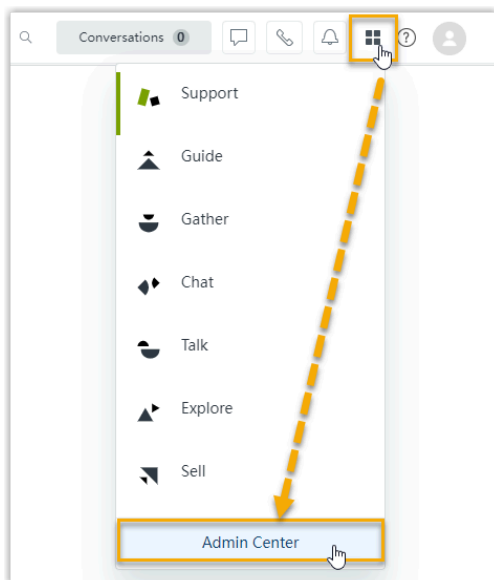 Conversations 0
?
Support
Guide
Gather
Chat
Talk
Explore
Sell
Admin Center